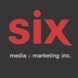 six
media + marketing inc.